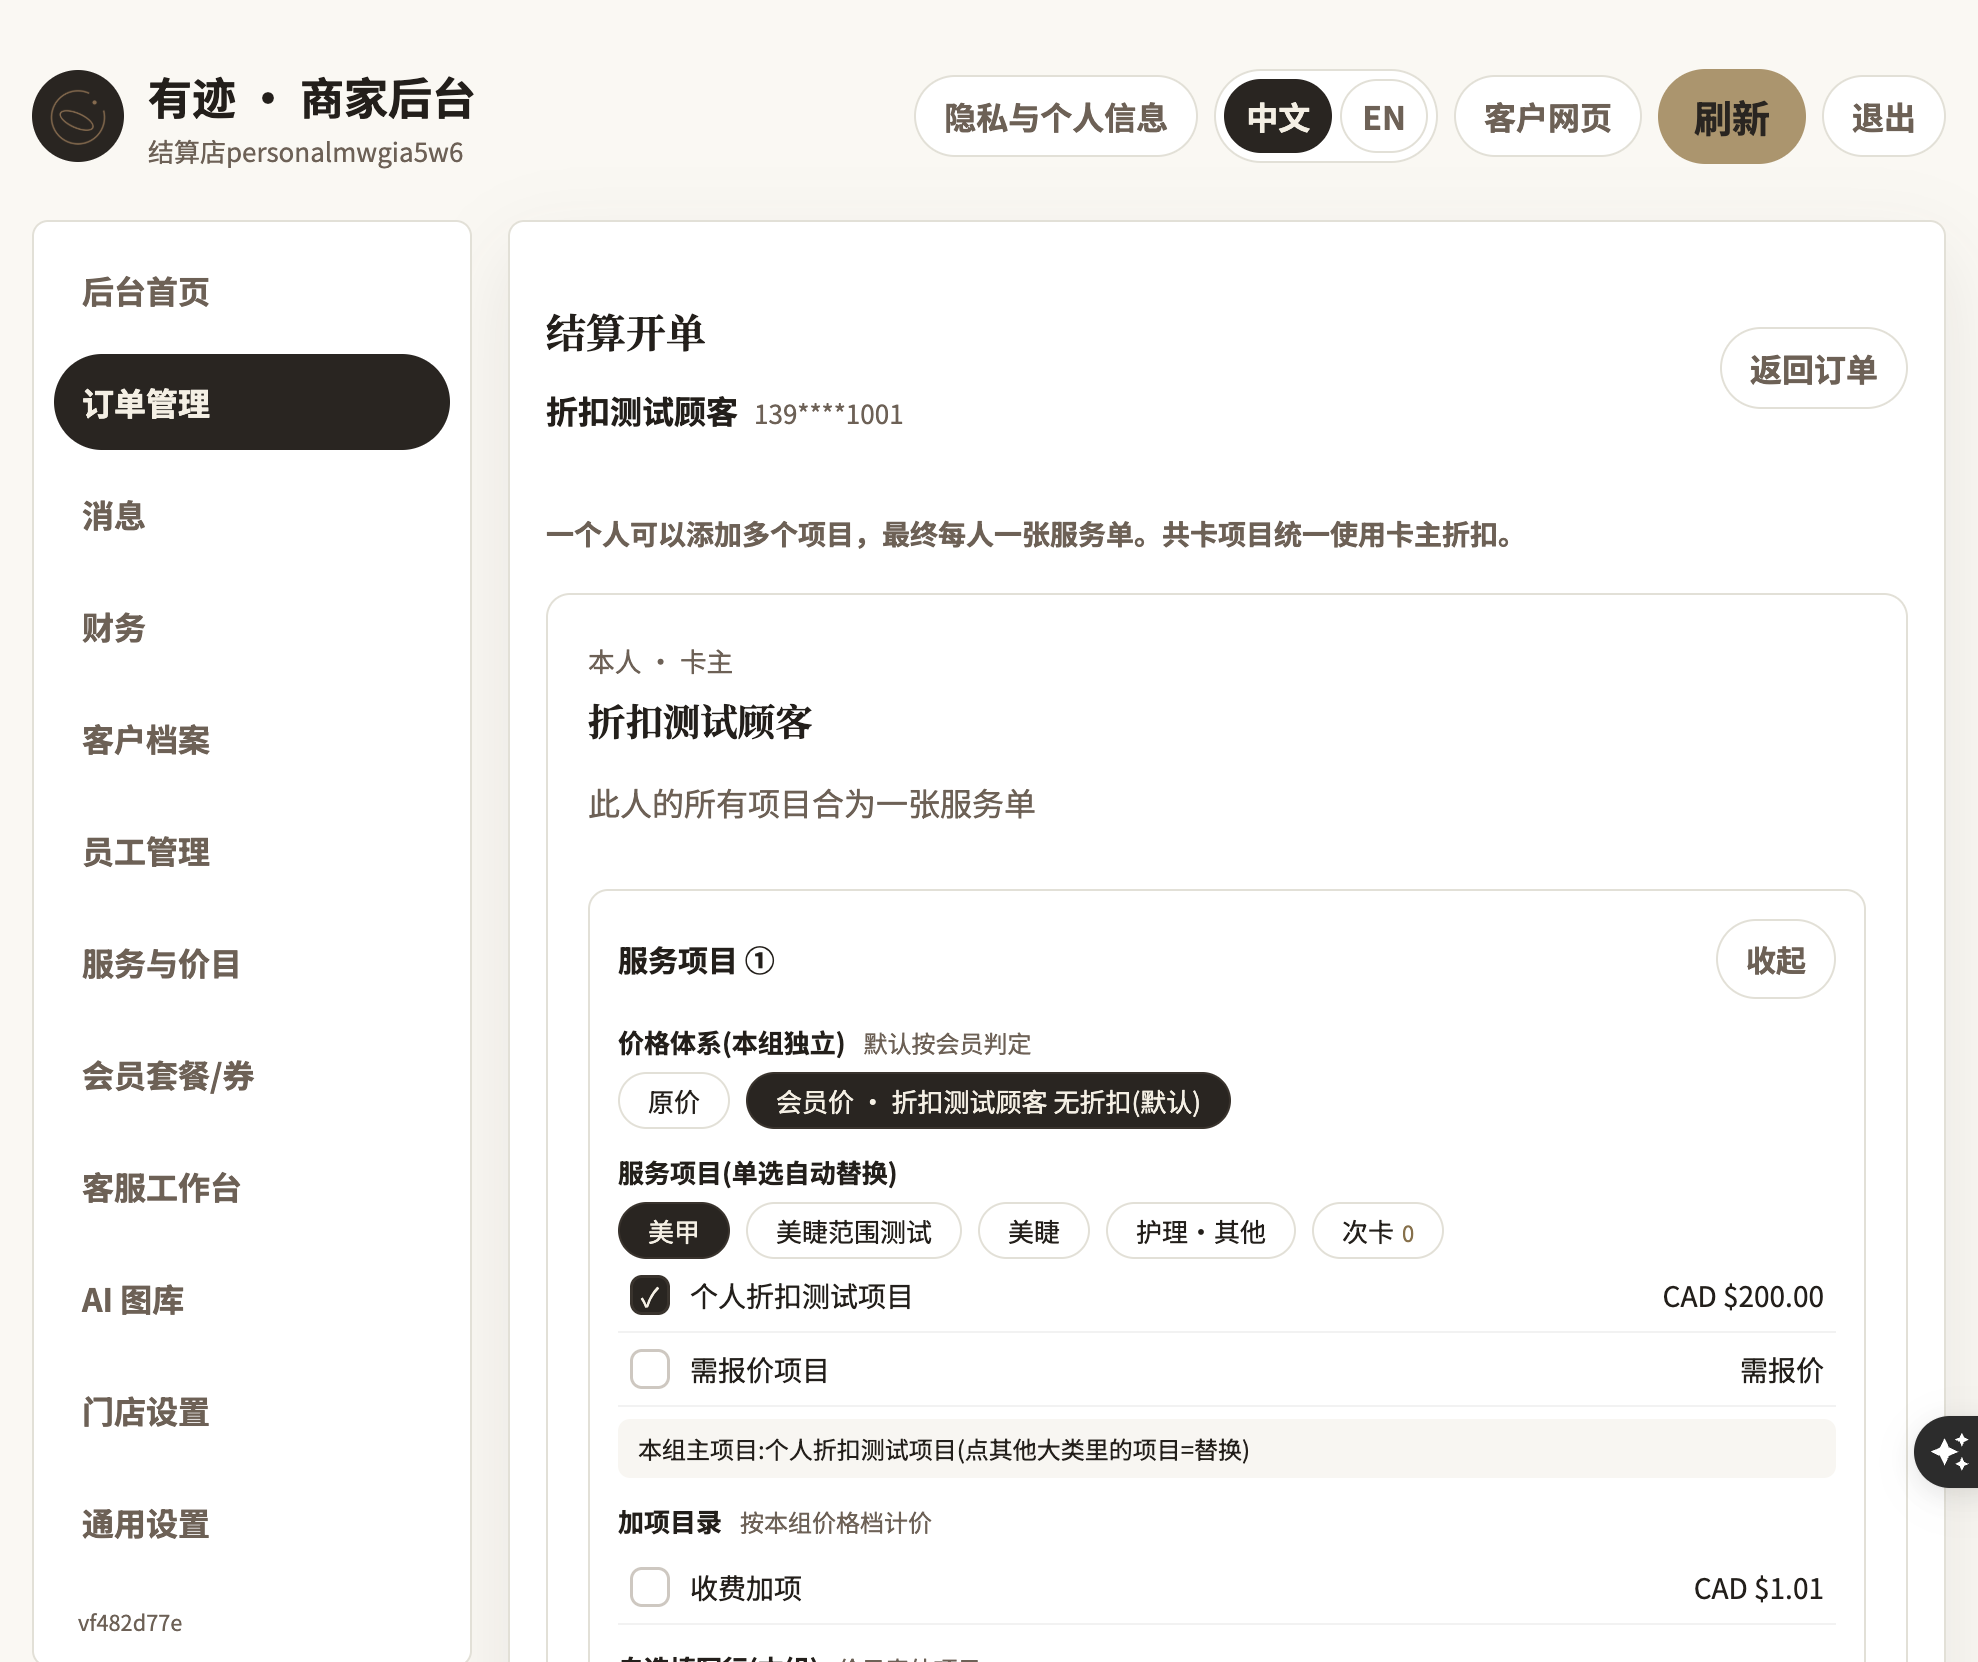 有迹 · 商家后台
结算店personalmwgia5w6
隐私与个人信息
中文
EN
客户网页
刷新
退出
后台首页
订单管理
消息
财务
客户档案
员工管理
服务与价目
会员套餐/券
客服工作台
AI 图库
门店设置
通用设置
vf482d77e
结算开单
折扣测试顾客 139****1001
返回订单
一个人可以添加多个项目，最终每人一张服务单。共卡项目统一使用卡主折扣。
本人 · 卡主
折扣测试顾客
此人的所有项目合为一张服务单
服务项目 ①
收起
价格体系(本组独立) 默认按会员判定
原价
会员价 · 折扣测试顾客 无折扣(默认)
服务项目(单选自动替换)
美甲
美睫范围测试
美睫
护理·其他
次卡 0
✓ 个人折扣测试项目 CAD $200.00
需报价项目 需报价
本组主项目:个人折扣测试项目(点其他大类里的项目=替换)
加项目录 按本组价格档计价
收费加项 CAD $1.01